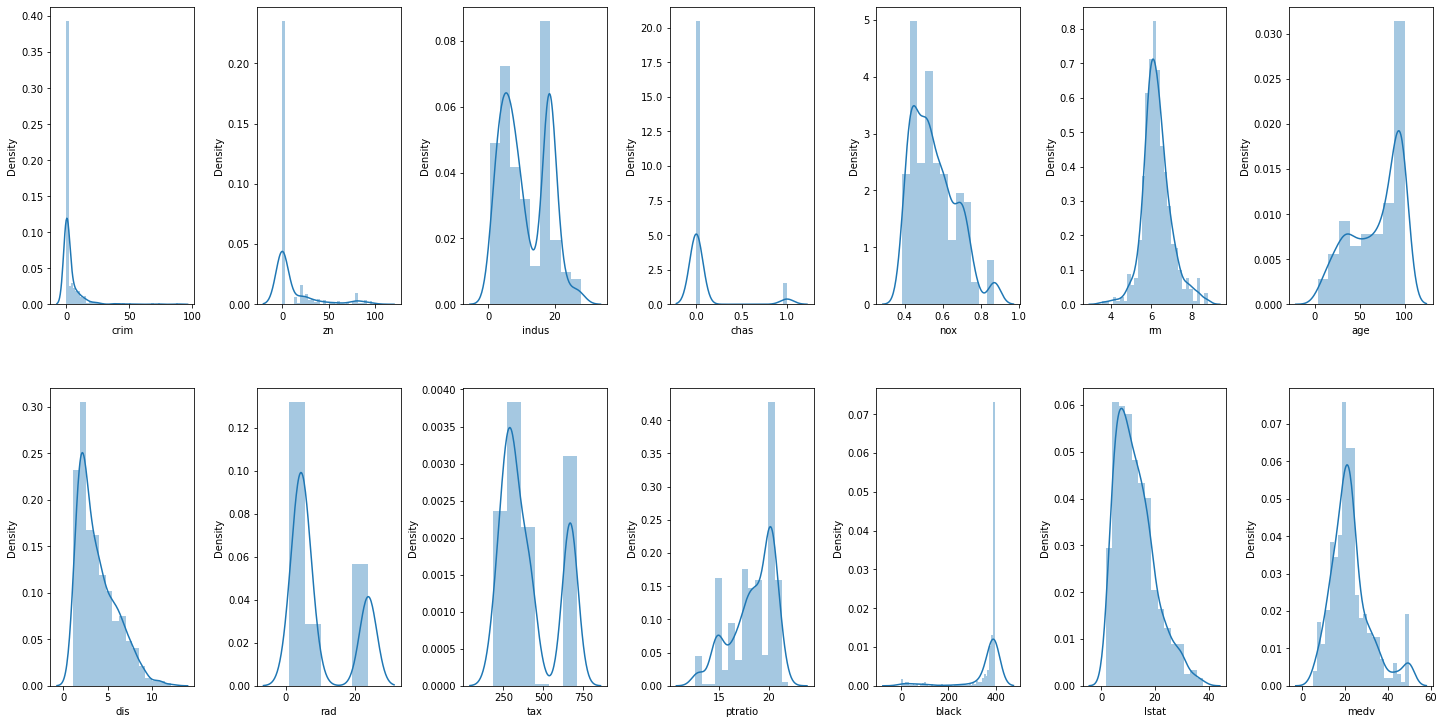 0.40
0.35
0.30
0.25
0.20
0.15
0.10
0.05
0.00
Density
0 50 100
crim
0.20
0.15
0.10
0.05
0.00
Density
0 50 100
zn
0.08
0.06
0.04
0.02
0.00
Density
0 20
indus
20.0
17.5
15.0
12.5
10.0
7.5
5.0
2.5
0.0
Density
0.0 1.0
chas
5
4
3
2
1
0
Density
0.4 0.6 0.8 1.0
nox
0.8
0.7
0.6
0.5
0.4
0.3
0.2
0.1
0.0
Density
4 6 8
rm
0.030
0.025
0.020
0.015
0.010
0.005
0.000
Density
0 50 100
age
0.30
0.25
0.20
0.15
0.10
0.05
0.00
Density
0 5 10
dis
0.12
0.10
0.08
0.06
0.04
0.02
0.00
Density
0 20
rad
0.0040
0.0035
0.0030
0.0025
0.0020
0.0015
0.0010
0.0005
0.0000
Density
250 500 750
tax
0.40
0.35
0.30
0.25
0.20
0.15
0.10
0.05
0.00
Density
15 20
ptratio
0.07
0.06
0.05
0.04
0.03
0.02
0.01
0.00
Density
0 200 400
black
0.06
0.05
0.04
0.03
0.02
0.01
0.00
Density
0 20 40
lstat
0.07
0.06
0.05
0.04
0.03
0.02
0.01
0.00
Density
0 20 40 60
medv